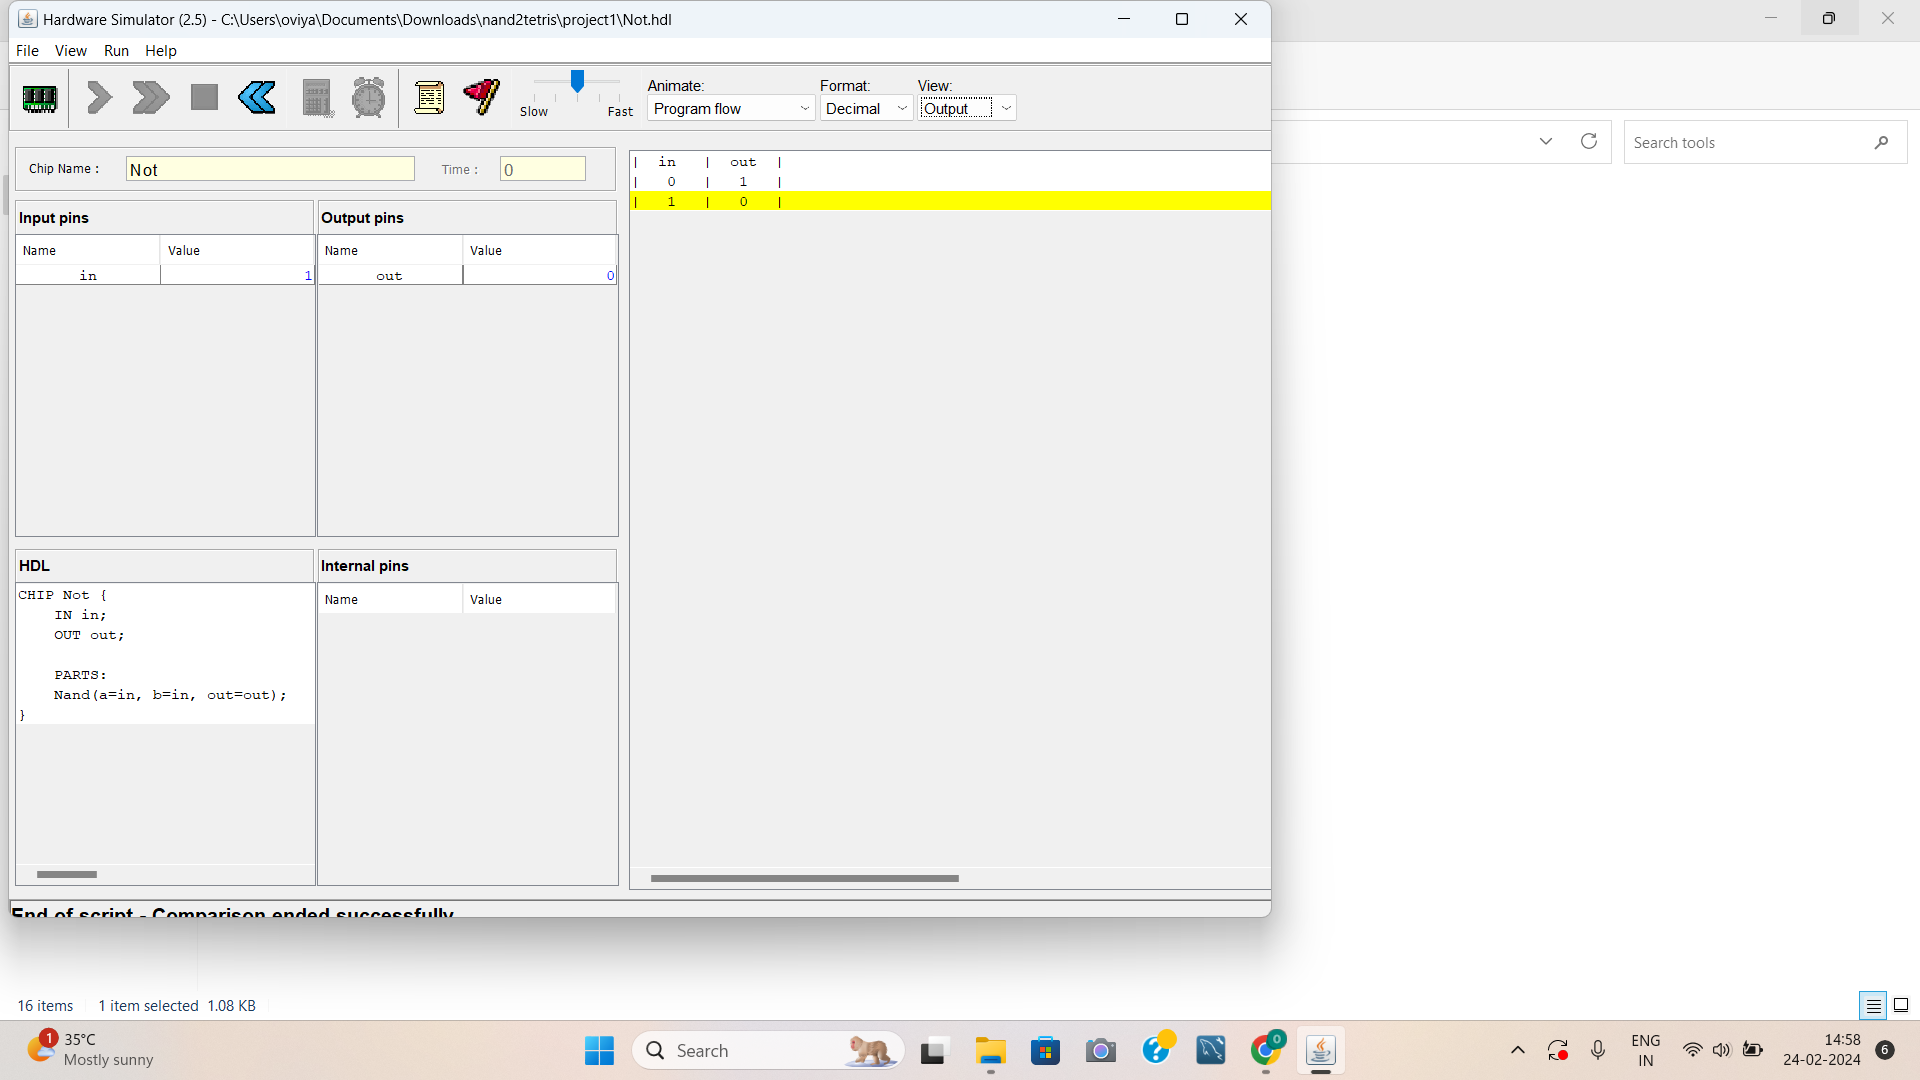 Hardware Simulator (2.5) - C:\Users\oviya\Documents\Downloads\nand2tetris\project1\Not.hdl
File View Run Help
Slow Fast
Animate: Format: View:
Program flow Decimal Output
Chip Name : Not Time : 0
Input pins Output pins
Name Value Name Value
in 1 out 0
| in | out |
| 0 | 1 |
| 1 | 0 |
HDL Internal pins
Name Value
CHIP Not {
    IN in;
    OUT out;
    PARTS:
    Nand(a=in, b=in, out=out);
}
End of script - Comparison ended successfully
Search tools
16 items 1 item selected 1.08 KB
1
35°C
Mostly sunny
Search
0
ENG
IN
14:58
24-02-2024
6